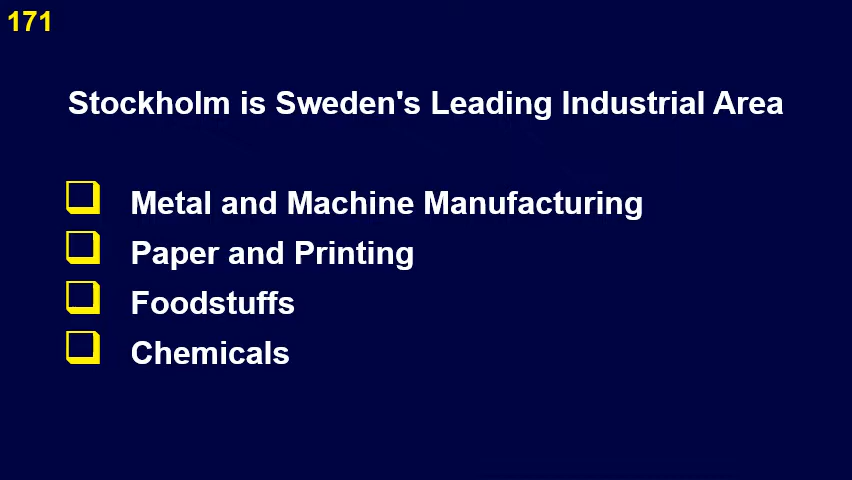 171
Stockholm is Sweden's Leading Industrial Area
Metal and Machine Manufacturing
Paper and Printing
Foodstuffs
Chemicals